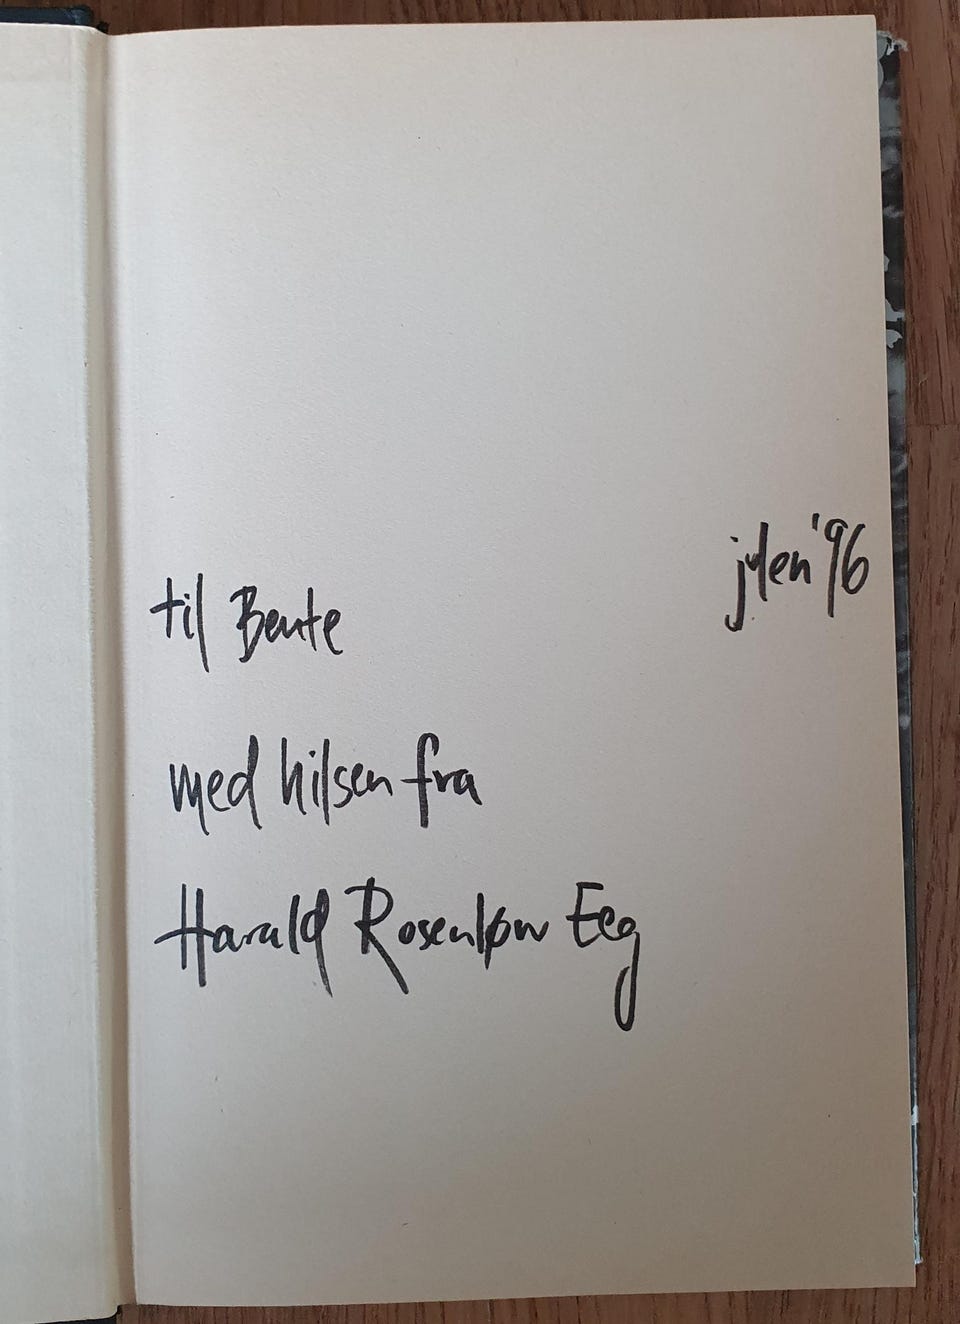 julen '96
til Bente
med hilsen fra
Harald Rosenløw Eeg